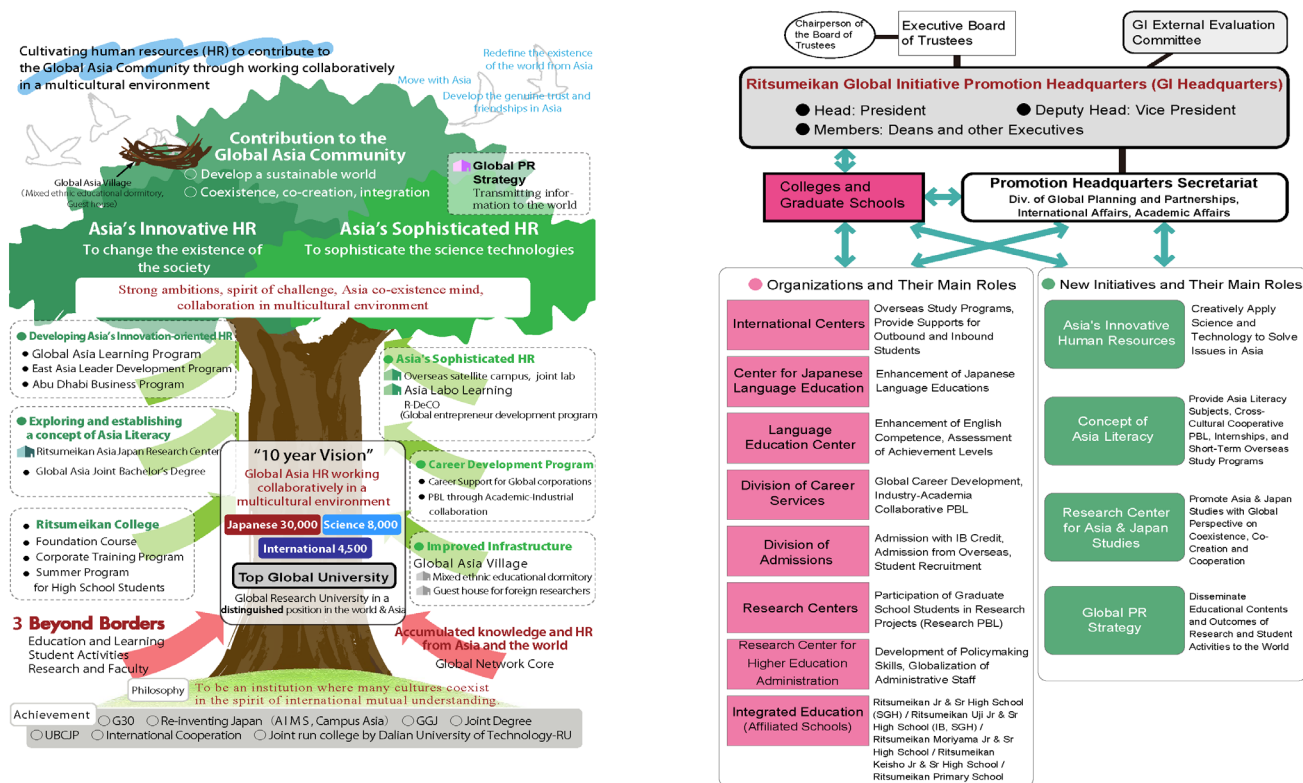 Cultivating human resources (HR) to contribute to
the Global Asia Community through working collaboratively
in a multicultural environment
Redefine the existence
of the world from Asia
Move with Asia
Develop the genuine trust and
friendships in Asia
Contribution to the
Global Asia Community
Develop a sustainable world
Coexistence, co-creation, integration
Global Asia Village
(Mixed ethnic educational dormitory,
Guest house)
Global PR
Strategy
Transmitting infor-
mation to the world
Asia's Innovative HR
To change the existence of
the society
Asia's Sophisticated HR
To sophisticate the science technologies
Strong ambitions, spirit of challenge, Asia co-existence mind,
collaboration in multicultural environment
Developing Asia's Innovation-oriented HR
Global Asia Learning Program
East Asia Leader Development Program
Abu Dhabi Business Program
Exploring and establishing
a concept of Asia Literacy
Ritsumeikan Asia Japan Research Center
Global Asia Joint Bachelor's Degree
Ritsumeikan College
Foundation Course
Corporate Training Program
Summer Program
for High School Students
Asia's Sophisticated HR
Overseas satellite campus, joint lab
Asia Labo Learning
R-DeCO
(Global entrepreneur development program
Career Development Program
Career Support for Global corporations
PBL through Academic-Industrial
collaboration
Improved Infrastructure
Global Asia Village
Mixed ethnic educational dormitory
Guest house for foreign researchers
"10 year Vision"
Global Asia HR working
collaboratively in a
multicultural environment
Japanese 30,000
Science 8,000
International 4,500
Top Global University
Global Research University in a
distinguished position in the world & Asia
3 Beyond Borders
Education and Learning
Student Activities
Research and Faculty
Accumulated knowledge and HR
from Asia and the world
Global Network Core
Philosophy
To be an institution where many cultures coexist
in the spirit of international mutual understanding.
Achievement
G30 Re-inventing Japan (AIMS, Campus Asia) GGJ Joint Degree
UBCJP International Cooperation Joint run college by Dalian University of Technology-RU
Chairperson of
the Board of
Trustees
Executive Board
of Trustees
GI External Evaluation
Committee
Ritsumeikan Global Initiative Promotion Headquarters (GI Headquarters)
Head: President
Deputy Head: Vice President
Members: Deans and other Executives
Colleges and
Graduate Schools
Promotion Headquarters Secretariat
Div. of Global Planning and Partnerships,
International Affairs, Academic Affairs
Organizations and Their Main Roles
International Centers
Overseas Study Programs,
Provide Supports for
Outbound and Inbound
Students
Center for Japanese
Language Education
Enhancement of Japanese
Language Educations
Language
Education Center
Enhancement of English
Competence, Assessment
of Achievement Levels
Division of Career
Services
Global Career Development,
Industry-Academia
Collaborative PBL
Division of
Admissions
Admission with IB Credit,
Admission from Overseas,
Student Recruitment
Research Centers
Participation of Graduate
School Students in Research
Projects (Research PBL)
Research Center for
Higher Education
Administration
Development of Policymaking
Skills, Globalization of
Administrative Staff
Integrated Education
(Affiliated Schools)
Ritsumeikan Jr & Sr High School
(SGH) / Ritsumeikan Uji Jr & Sr
High School (IB, SGH) /
Ritsumeikan Moriyama Jr & Sr
High School / Ritsumeikan
Keisho Jr & Sr High School /
Ritsumeikan Primary School
New Initiatives and Their Main Roles
Asia's Innovative
Human Resources
Creatively Apply
Science and
Technology to Solve
Issues in Asia
Concept of
Asia Literacy
Provide Asia Literacy
Subjects, Cross-
Cultural Cooperative
PBL, Internships, and
Short-Term Overseas
Study Programs
Research Center
for Asia & Japan
Studies
Promote Asia & Japan
Studies with Global
Perspective on
Coexistence, Co-
Creation and
Cooperation
Global PR
Strategy
Disseminate
Educational Contents
and Outcomes of
Research and Student
Activities to the World